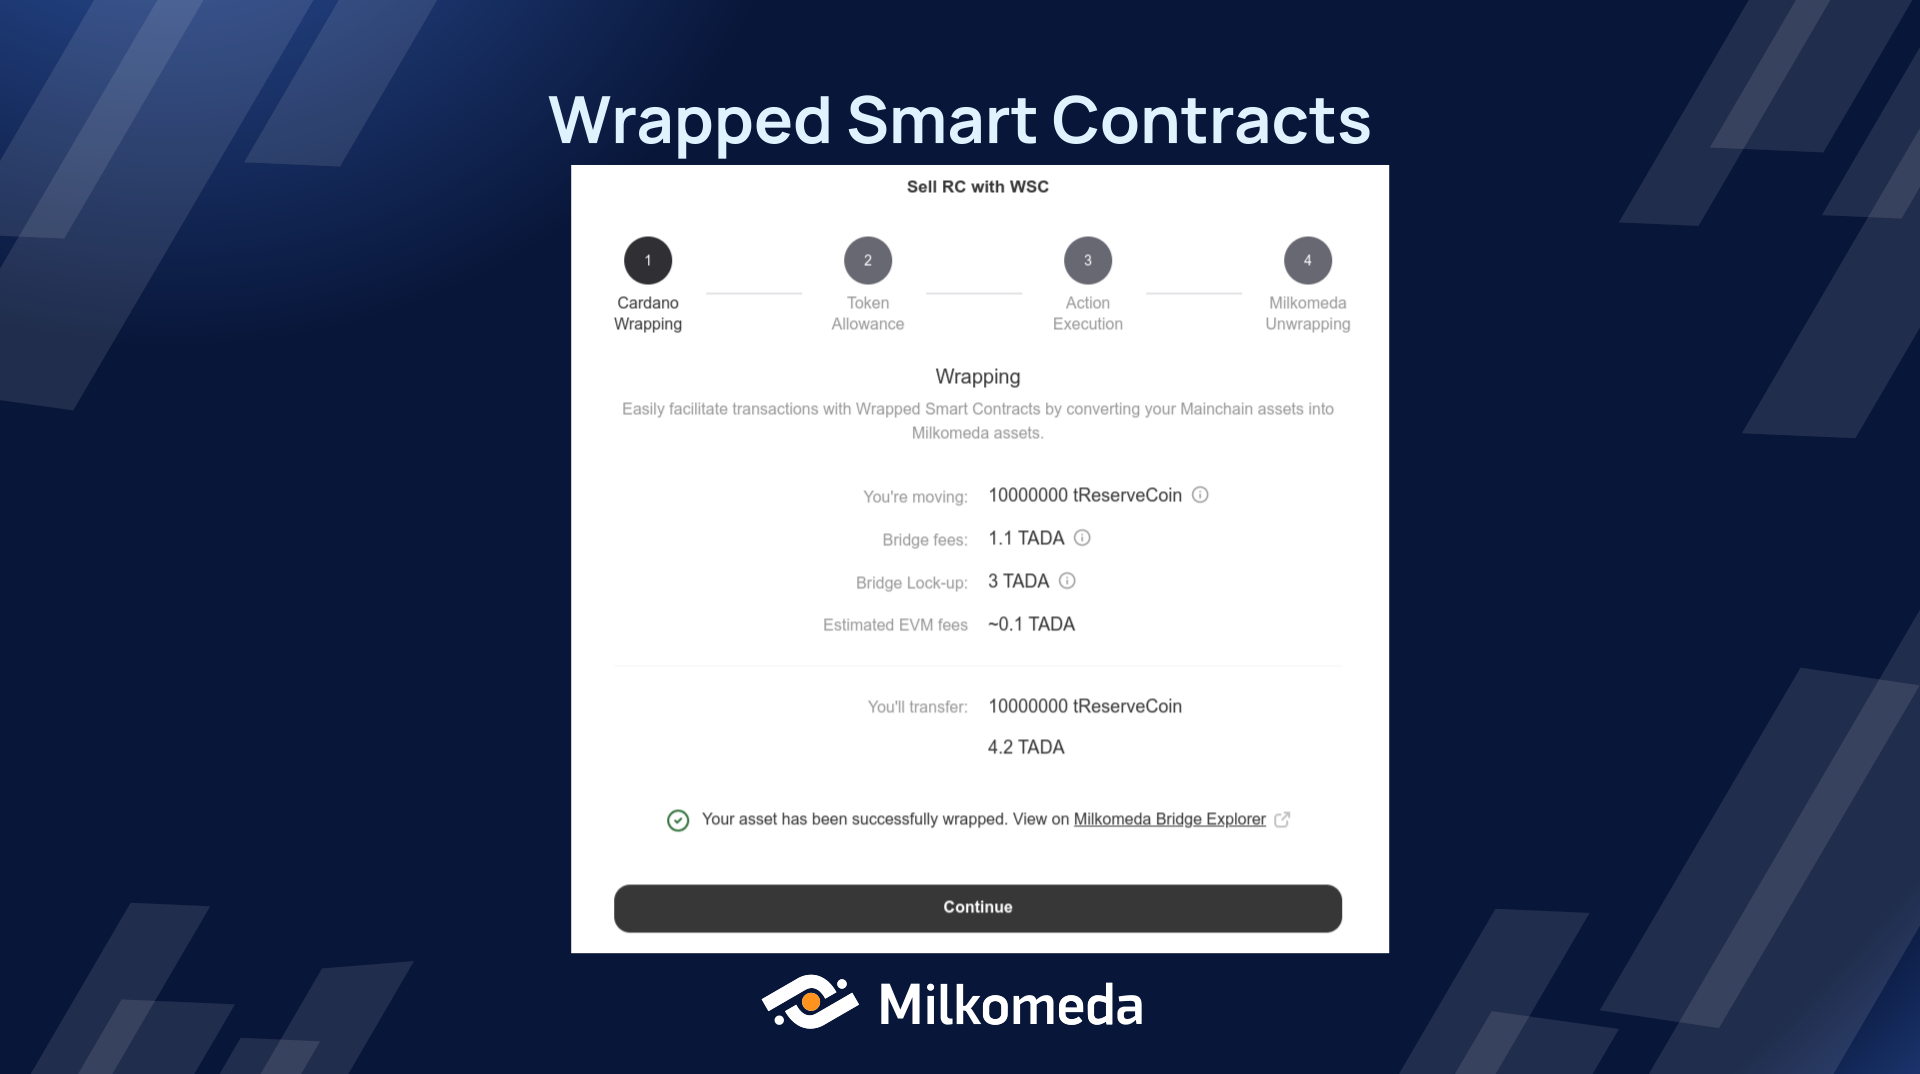 Wrapped Smart Contracts
Sell RC with WSC
1
Cardano
Wrapping
2
Token
Allowance
3
Action
Execution
4
Milkomeda
Unwrapping
Wrapping
Easily facilitate transactions with Wrapped Smart Contracts by converting your Mainchain assets into
Milkomeda assets.
You're moving: 10000000 tReserveCoin
Bridge fees: 1.1 TADA
Bridge Lock-up: 3 TADA
Estimated EVM fees ~0.1 TADA
You'll transfer: 10000000 tReserveCoin
4.2 TADA
Your asset has been successfully wrapped. View on Milkomeda Bridge Explorer
Continue
Milkomeda